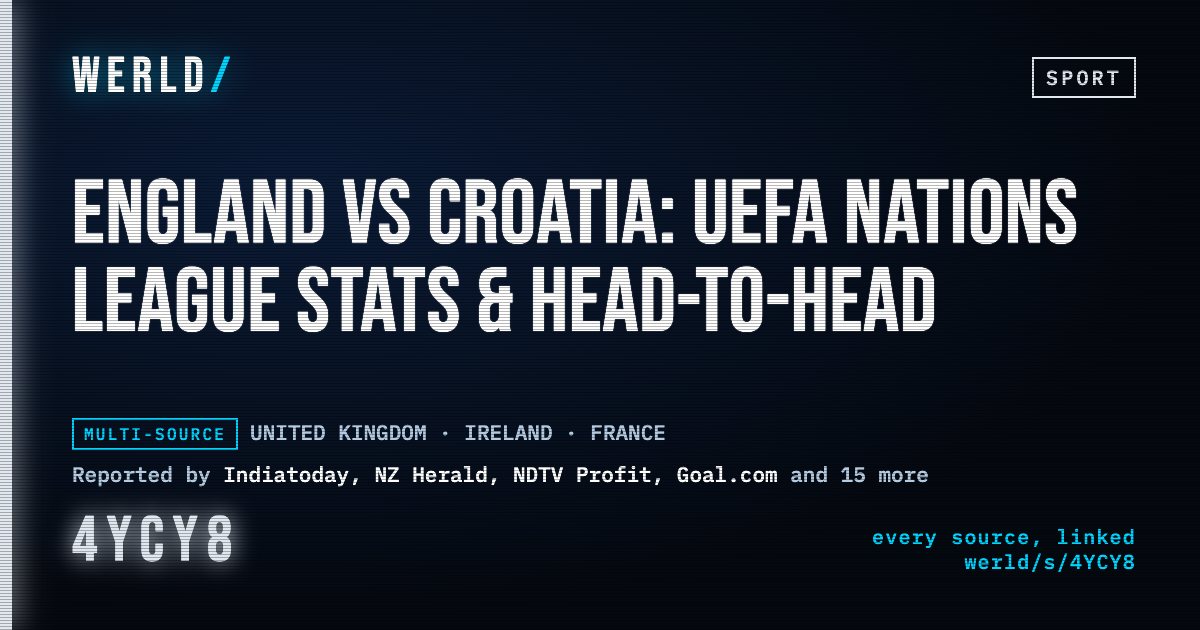 WERLD/
SPORT
ENGLAND VS CROATIA: UEFA NATIONS
LEAGUE STATS & HEAD-TO-HEAD
MULTI-SOURCE UNITED KINGDOM · IRELAND · FRANCE
Reported by Indiatoday, NZ Herald, NDTV Profit, Goal.com and 15 more
4YCY8
every source, linked
werld/s/4YCY8